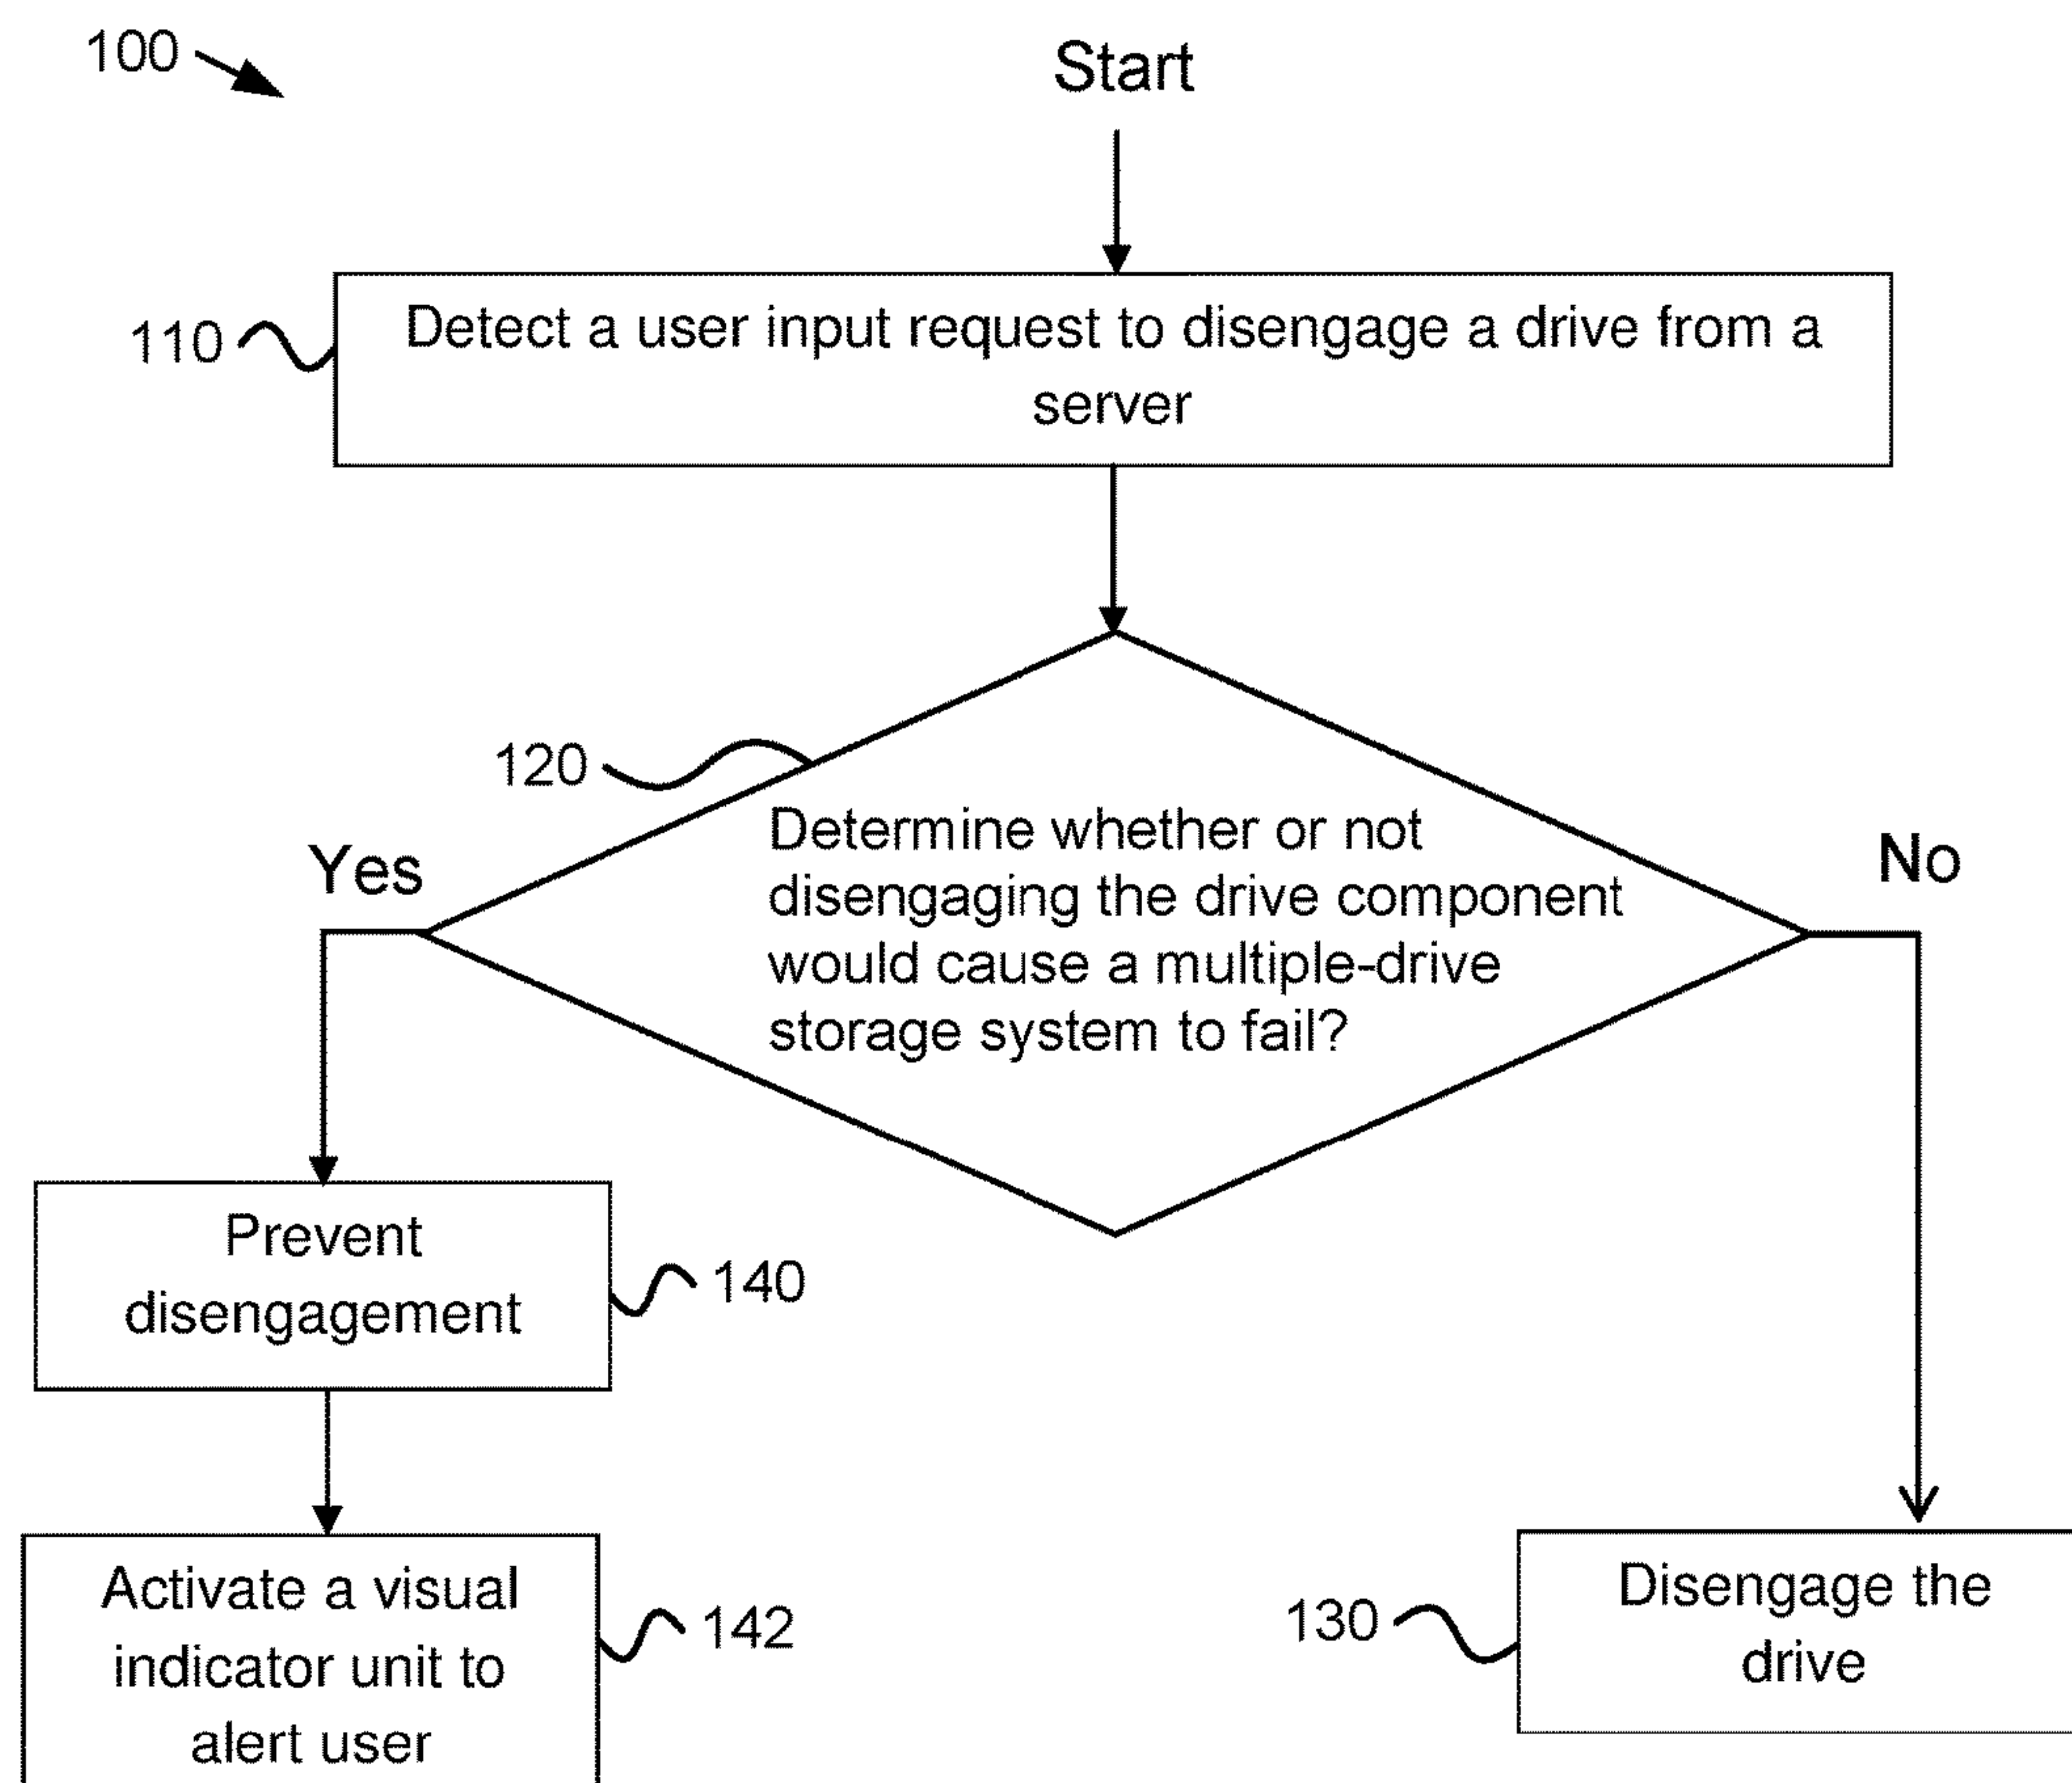 100
Start
110
Detect a user input request to disengage a drive from a
server
120
Determine whether or not
disengaging the drive component
would cause a multiple-drive
storage system to fail?
Yes
No
Prevent
disengagement
140
Activate a visual
indicator unit to
alert user
142
130
Disengage the
drive